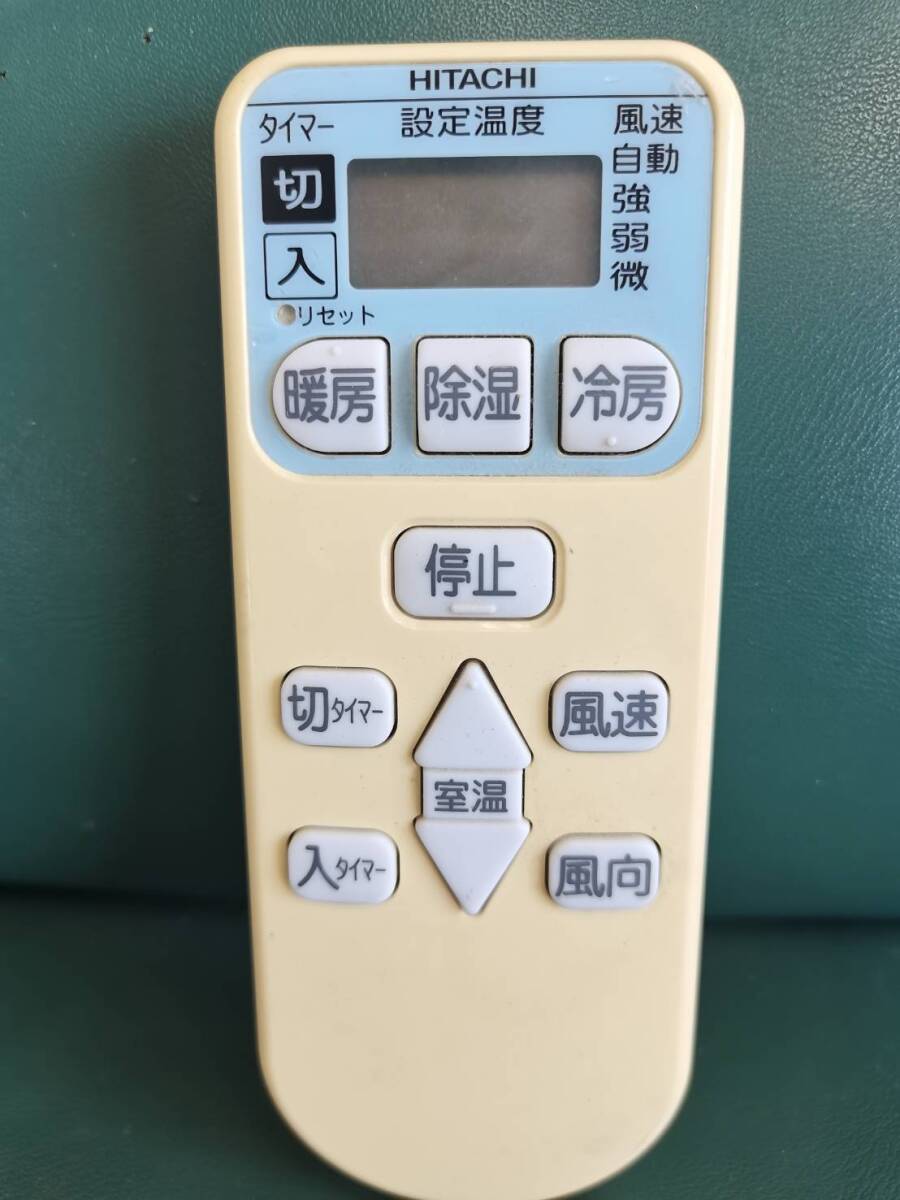 HITACHI
タイマー 設定温度 風速
切 自動
強
入 弱
微
リセット
暖房 除湿 冷房
停止
切タイマー 風速
室温
入タイマー 風向